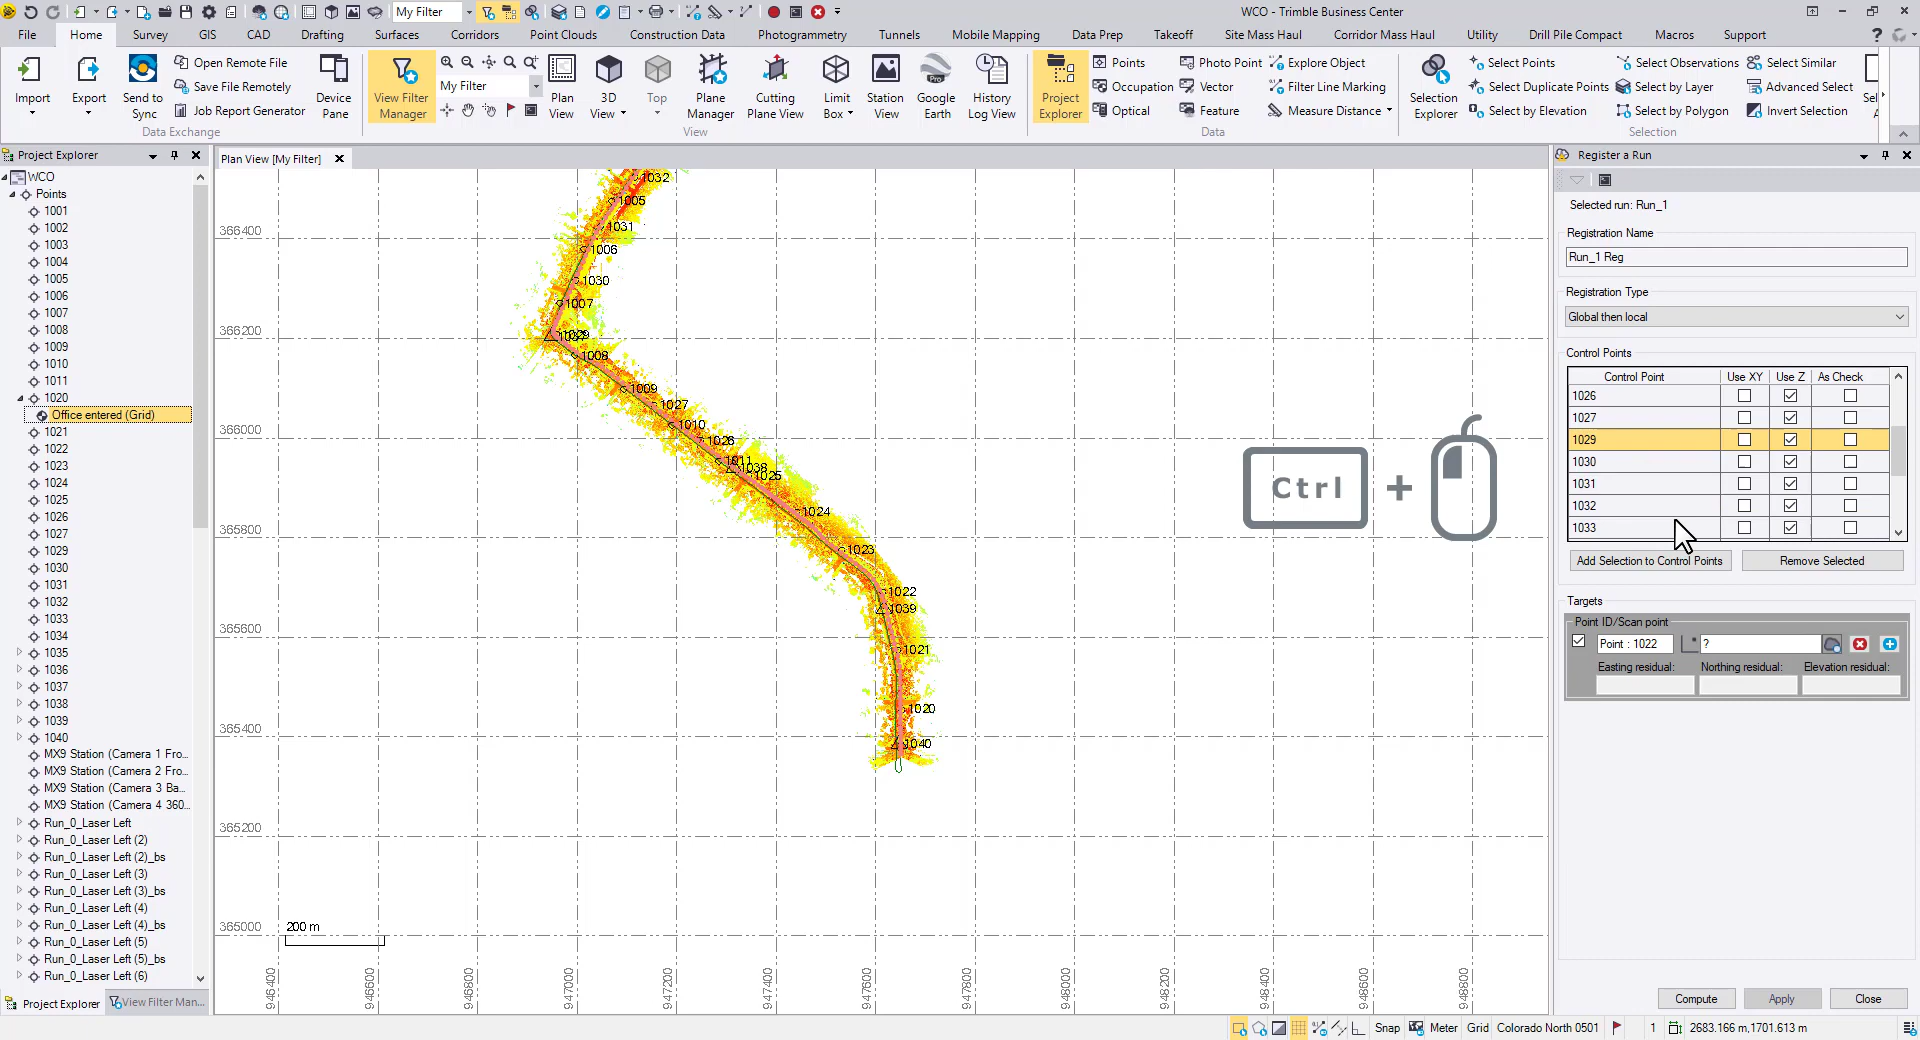 My Filter
WCO - Trimble Business Center
File Home Survey GIS CAD Drafting Surfaces Corridors Point Clouds Construction Data Photogrammetry Tunnels Mobile Mapping Data Prep Takeoff Site Mass Haul Corridor Mass Haul Utility Drill Pile Compact Macros Support
Import
Export
Send to Sync
Open Remote File
Save File Remotely
Job Report Generator
Device Pane
Data Exchange
View Filter Manager
My Filter
Plan View
3D View
Top
Plane Manager
Cutting Plane View
Limit Box
Station View
Google Earth
History Log View
View
Project Explorer
Points
Occupation
Optical
Photo Point
Vector
Feature
Explore Object
Filter Line Marking
Measure Distance
Data
Selection Explorer
Select Points
Select Duplicate Points
Select by Elevation
Select Observations
Select by Layer
Select by Polygon
Select Similar
Advanced Select
Invert Selection
Selection
Project Explorer
WCO
Points
1001
1002
1003
1004
1005
1006
1007
1008
1009
1010
1011
1020
Office entered (Grid)
1021
1022
1023
1024
1025
1026
1027
1029
1030
1031
1032
1033
1034
1035
1036
1037
1038
1039
1040
MX9 Station (Camera 1 Fro...
MX9 Station (Camera 2 Fro...
MX9 Station (Camera 3 Ba...
MX9 Station (Camera 4 360...
Run_0_Laser Left
Run_0_Laser Left (2)
Run_0_Laser Left (2)_bs
Run_0_Laser Left (3)
Run_0_Laser Left (3)_bs
Run_0_Laser Left (4)
Run_0_Laser Left (4)_bs
Run_0_Laser Left (5)
Run_0_Laser Left (5)_bs
Run_0_Laser Left (6)
Project Explorer View Filter Man...
Plan View [My Filter]
1032
1005
1031
366400
1006
1030
1007
366200
1008
1009
1027
1010
366000
1026
1011
1038
1025
1024
365800
1023
1022
1039
365600
1021
1020
365400
1040
365200
365000
200 m
946400 946600 946800 947000 947200 947400 947600 947800 948000 948200 948400 948600 948800
Ctrl +
Register a Run
Selected run: Run_1
Registration Name
Run_1 Reg
Registration Type
Global then local
Control Points
Control Point Use XY Use Z As Check
1026
1027
1029
1030
1031
1032
1033
Add Selection to Control Points Remove Selected
Targets
Point ID/Scan point
Point : 1022 ?
Easting residual: Northing residual: Elevation residual:
Compute Apply Close
Snap Meter Grid Colorado North 0501 1 2683.166 m,1701.613 m